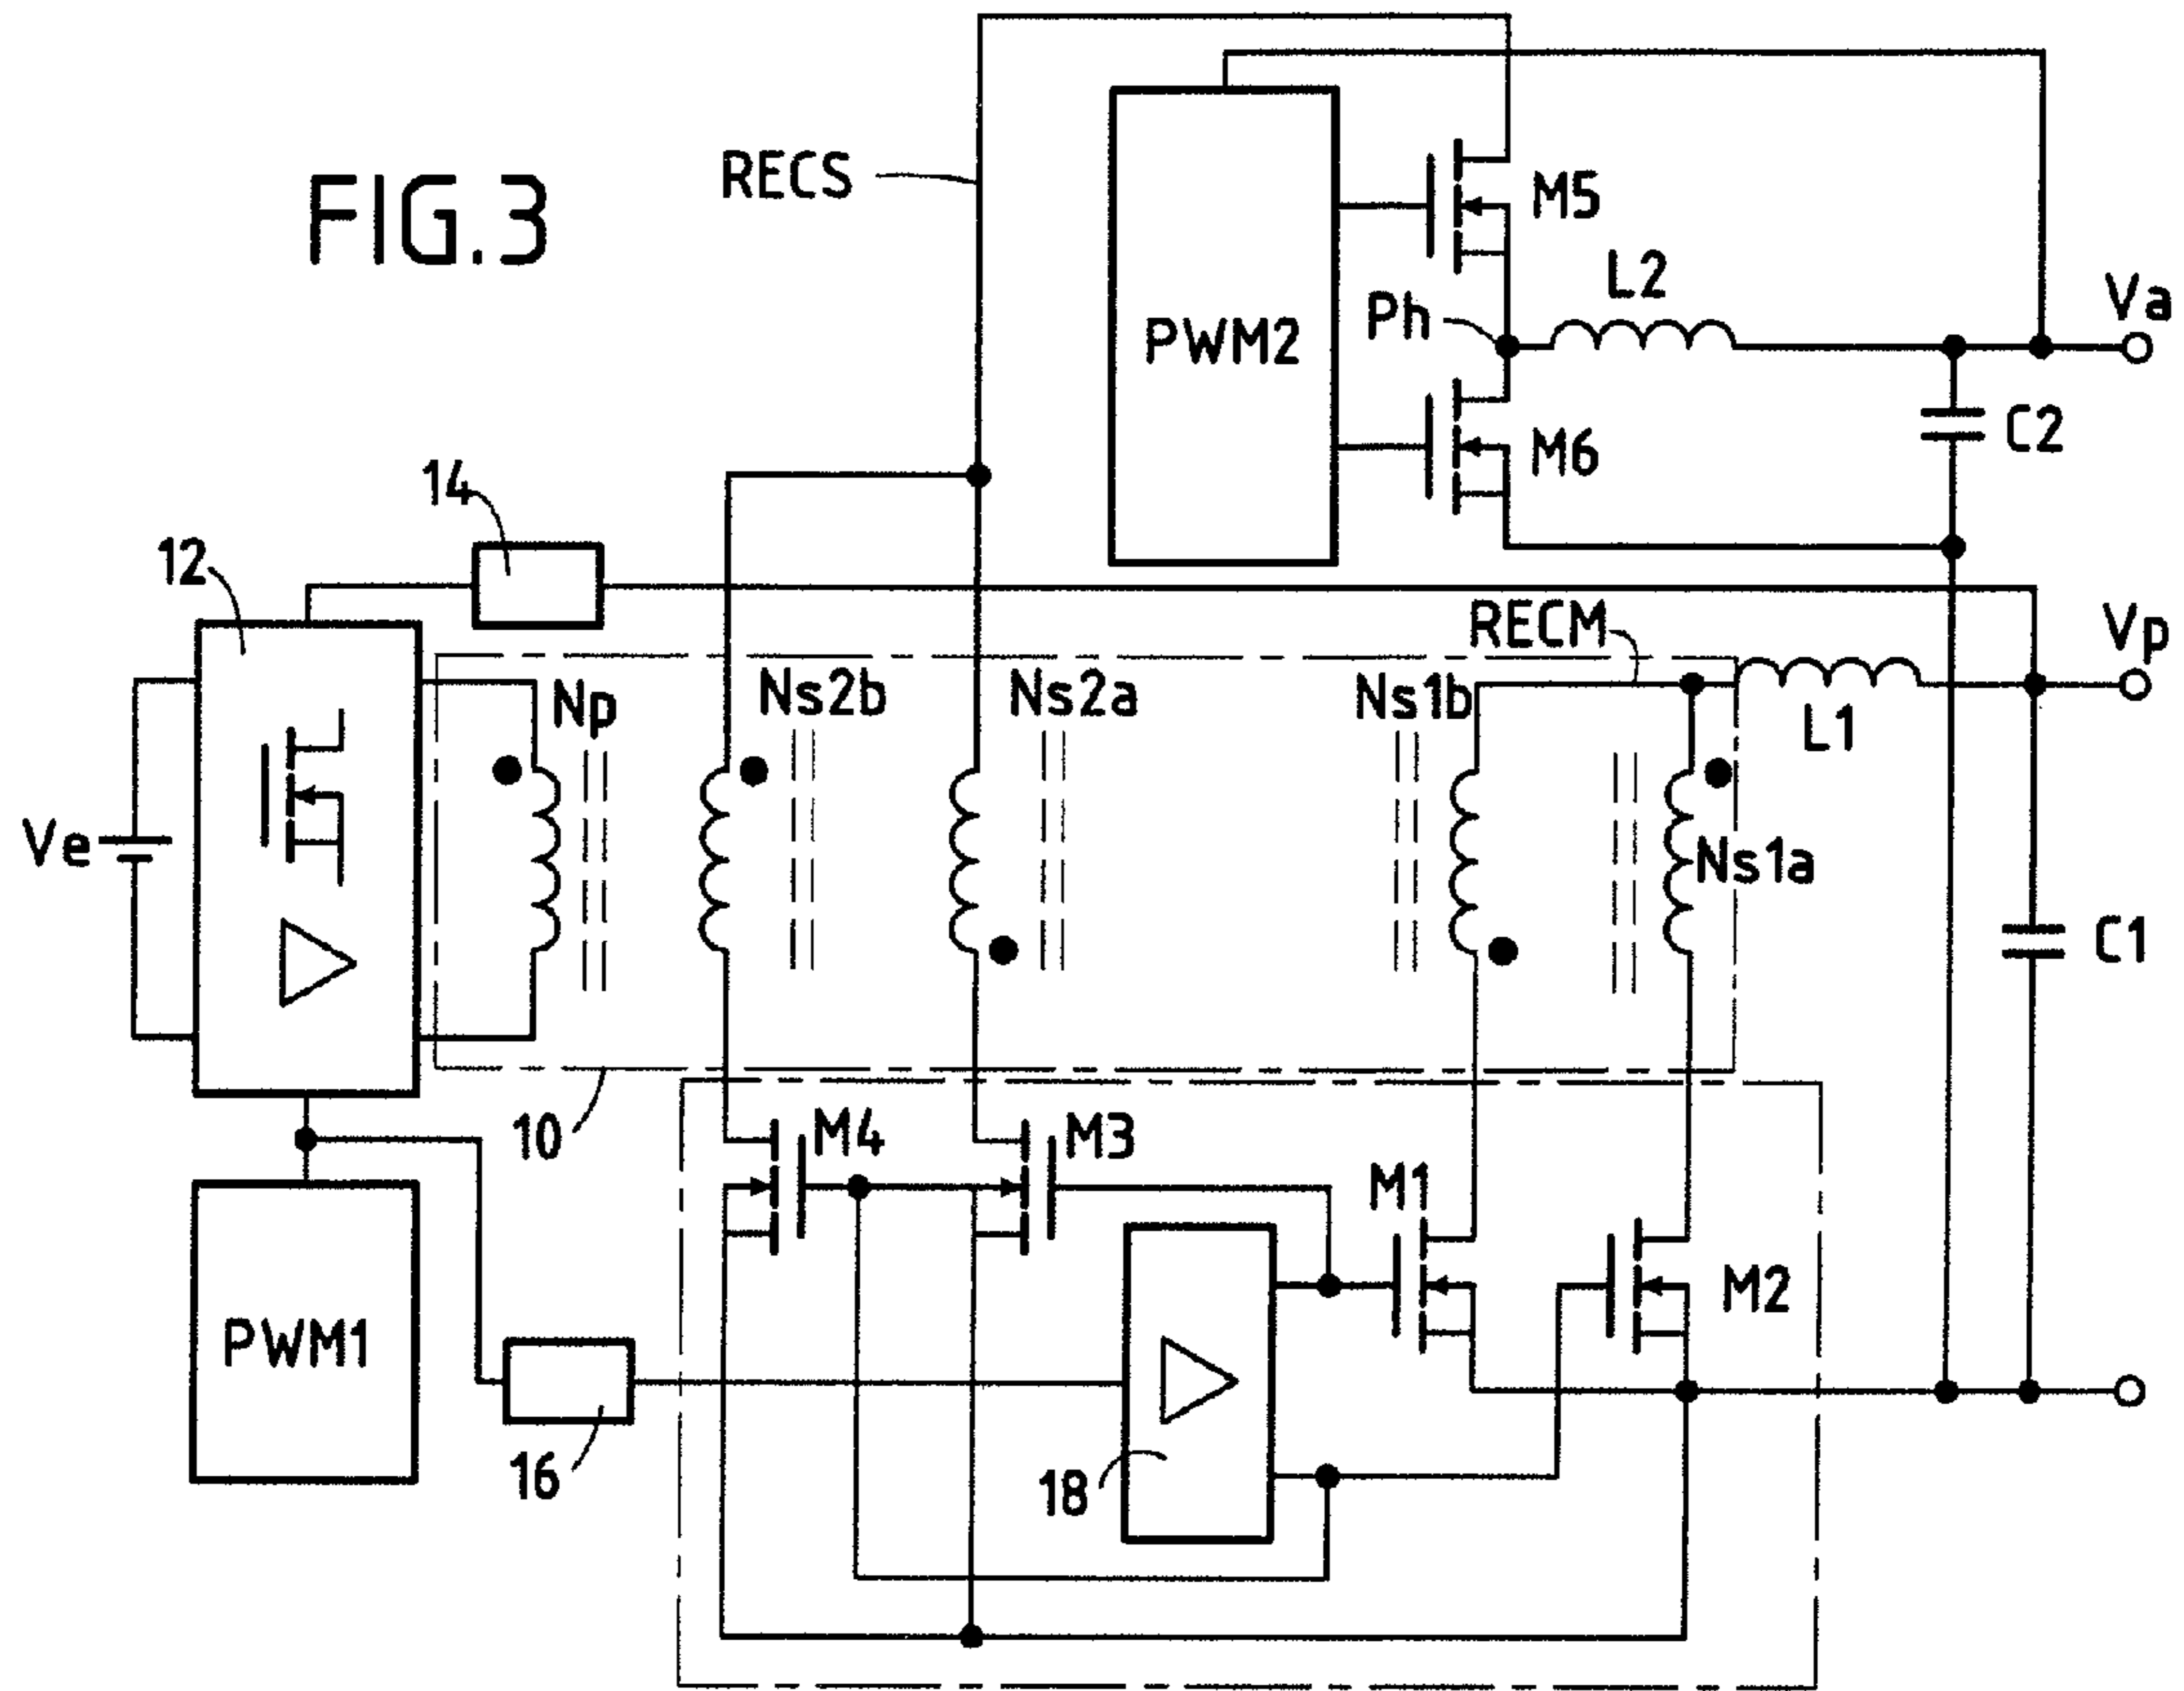 FIG.3
RECS
M5
L2
Va
Ph
PWM2
C2
M6
14
12
RECM
Vp
Np
Ns2b
Ns2a
Ns1b
L1
Ve
Ns1a
C1
10
M4
M3
M1
M2
PWM1
16
18